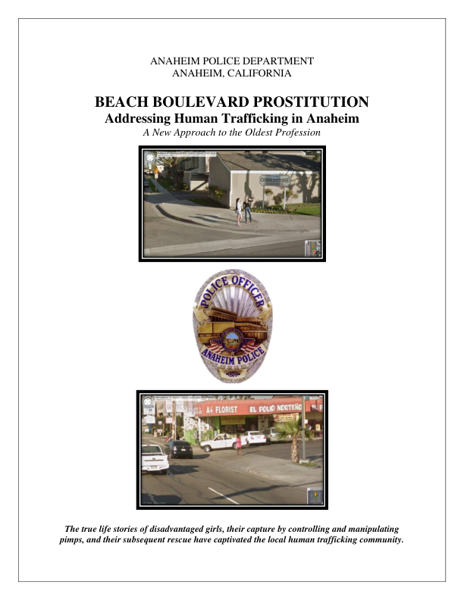 ANAHEIM POLICE DEPARTMENT
ANAHEIM, CALIFORNIA
BEACH BOULEVARD PROSTITUTION
Addressing Human Trafficking in Anaheim
A New Approach to the Oldest Profession
POLICE OFFICER
ANAHEIM POLICE
A+ FLORIST EL POLLO NORTEÑO
The true life stories of disadvantaged girls, their capture by controlling and manipulating
pimps, and their subsequent rescue have captivated the local human trafficking community.